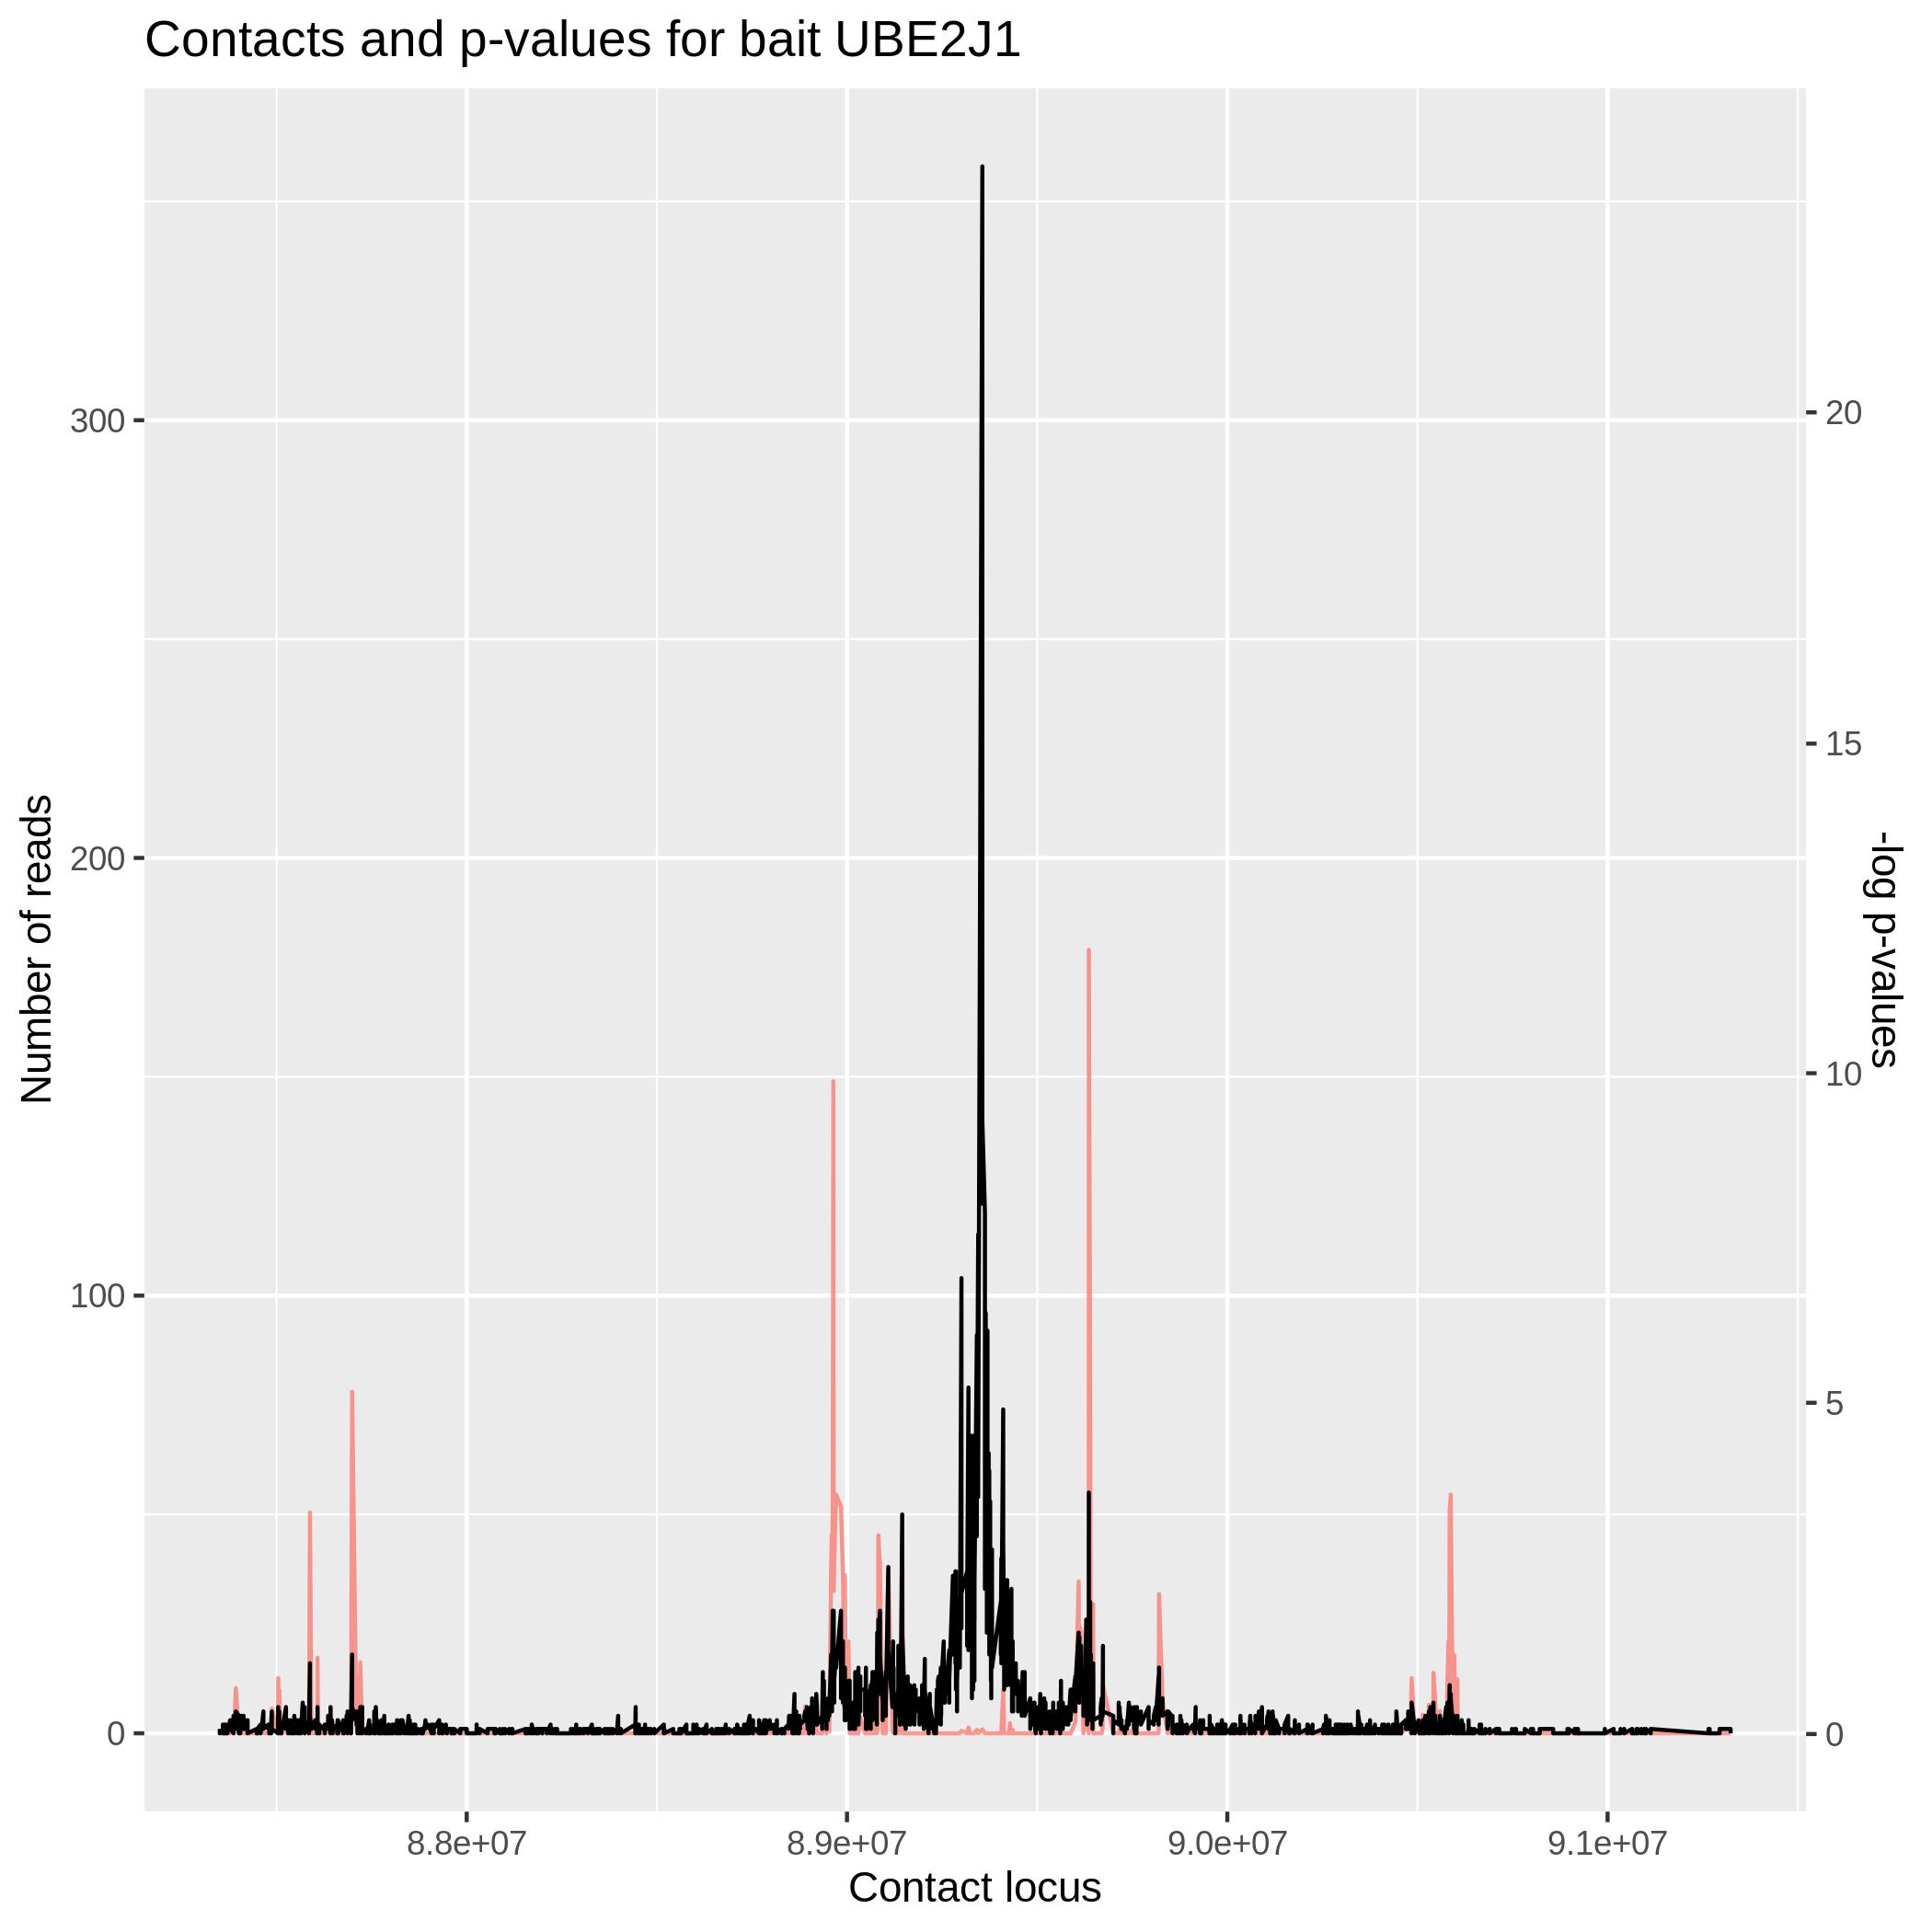 Contacts and p-values for bait UBE2J1
Number of reads
300
200
100
0
20
15
10
5
0
-log p-values
8.8e+07
8.9e+07
9.0e+07
9.1e+07
Contact locus